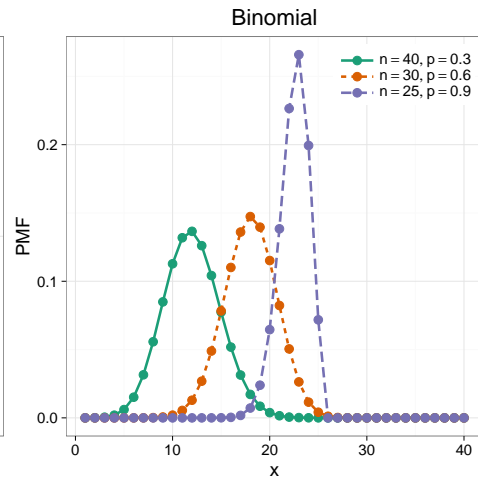 Binomial
n = 40, p = 0.3
n = 30, p = 0.6
n = 25, p = 0.9
PMF
0.2
0.1
0.0
0 10 20 30 40
x